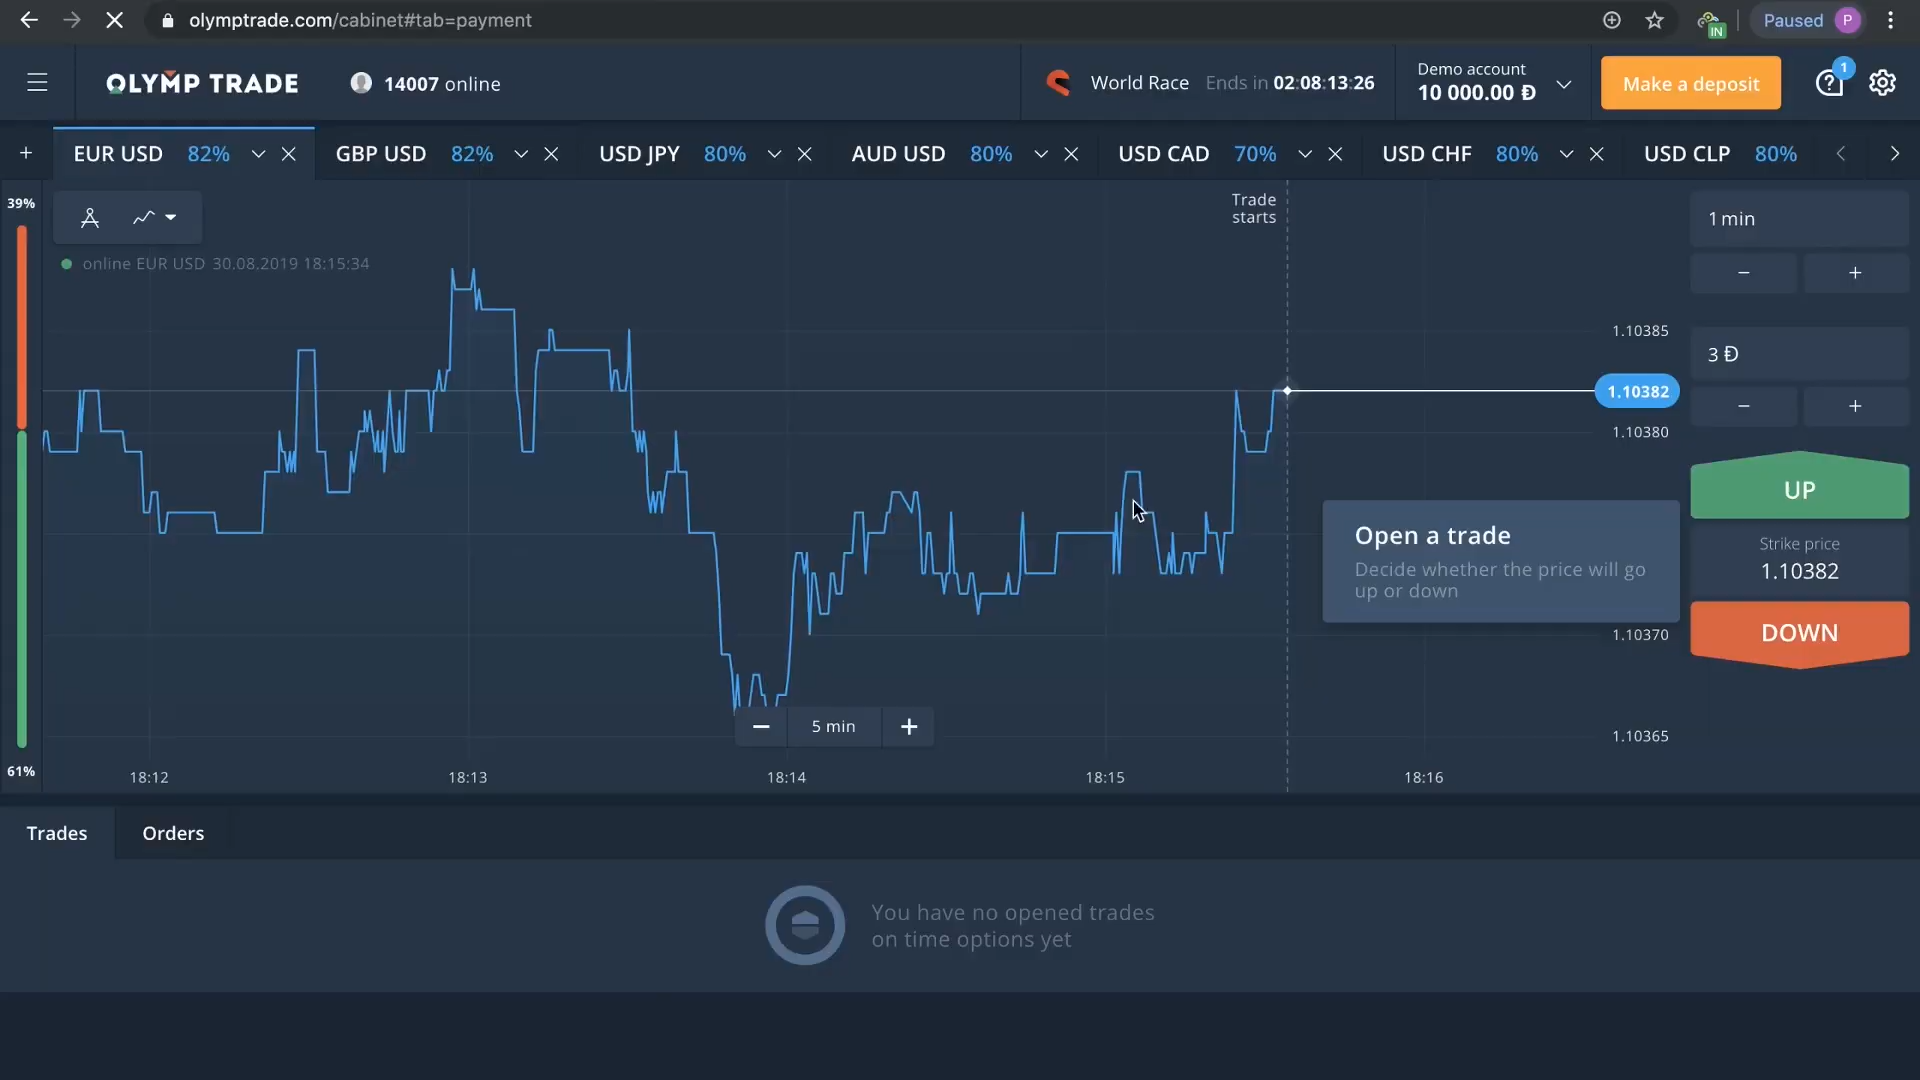 olymptrade.com/cabinet#tab=payment
IN
Paused P
OLYMP TRADE
14007 online
World Race Ends in 02:08:13:26
Demo account
10 000.00 Đ
Make a deposit
1
EUR USD 82%
GBP USD 82%
USD JPY 80%
AUD USD 80%
USD CAD 70%
USD CHF 80%
USD CLP 80%
39%
online EUR USD 30.08.2019 18:15:34
Trade
starts
1 min
− +
1.10385
3 Đ
1.10382
− +
1.10380
UP
Open a trade
Decide whether the price will go
up or down
Strike price
1.10382
1.10370
DOWN
− 5 min +
1.10365
61%
18:12 18:13 18:14 18:15 18:16
Trades Orders
You have no opened trades
on time options yet